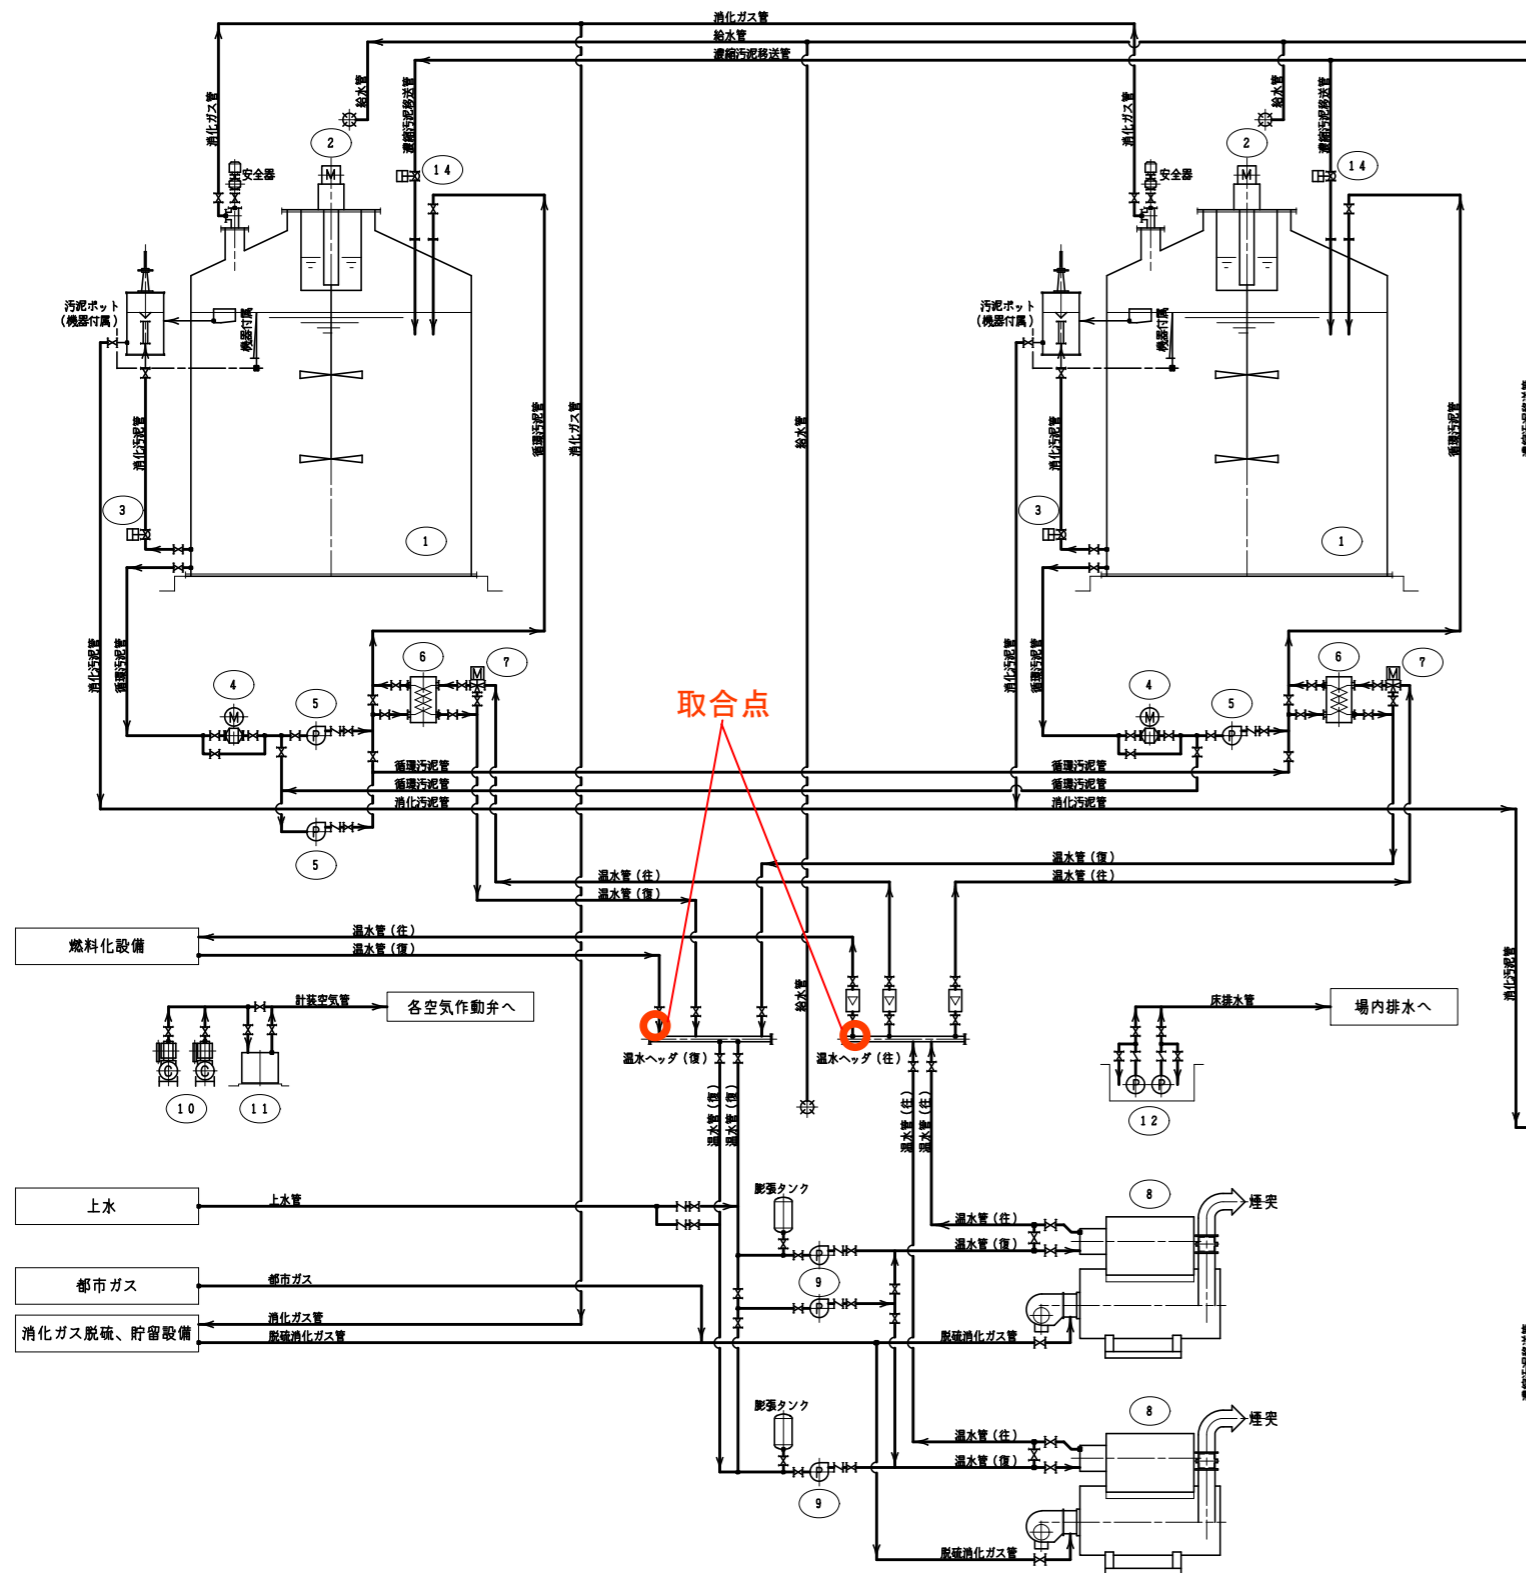 消化ガス管
給水管
濃縮汚泥移送管
消化ガス管
給水管
濃縮汚泥移送管
消化ガス管
給水管
濃縮汚泥移送管
2
M
14
安全器
2
M
14
安全器
汚泥ポット
(機器付属)
機器付属
汚泥ポット
(機器付属)
機器付属
消化汚泥管
循環汚泥管
消化ガス管
給水管
消化汚泥管
循環汚泥管
3
1
3
1
消化汚泥管
循環汚泥管
4
M
5
P
6
7
M
消化汚泥管
循環汚泥管
4
M
5
P
6
7
M
取合点
循環汚泥管
循環汚泥管
循環汚泥管
循環汚泥管
消化汚泥管
消化汚泥管
P
5
温水管(復)
温水管(往)
温水管(往)
温水管(復)
燃料化設備
温水管(往)
温水管(復)
消化汚泥管
計装空気管
各空気作動弁へ
給水管
床排水管
場内排水へ
温水ヘッダ(復)
温水ヘッダ(往)
C
C
10
11
P
P
12
温水管(復)
温水管(復)
温水管(往)
温水管(往)
上水
上水管
膨張タンク
P
9
P
温水管(往)
温水管(復)
8
煙突
都市ガス
都市ガス
消化ガス脱硫、貯留設備
消化ガス管
脱硫消化ガス管
脱硫消化ガス管
膨張タンク
P
9
温水管(往)
温水管(復)
8
煙突
脱硫消化ガス管